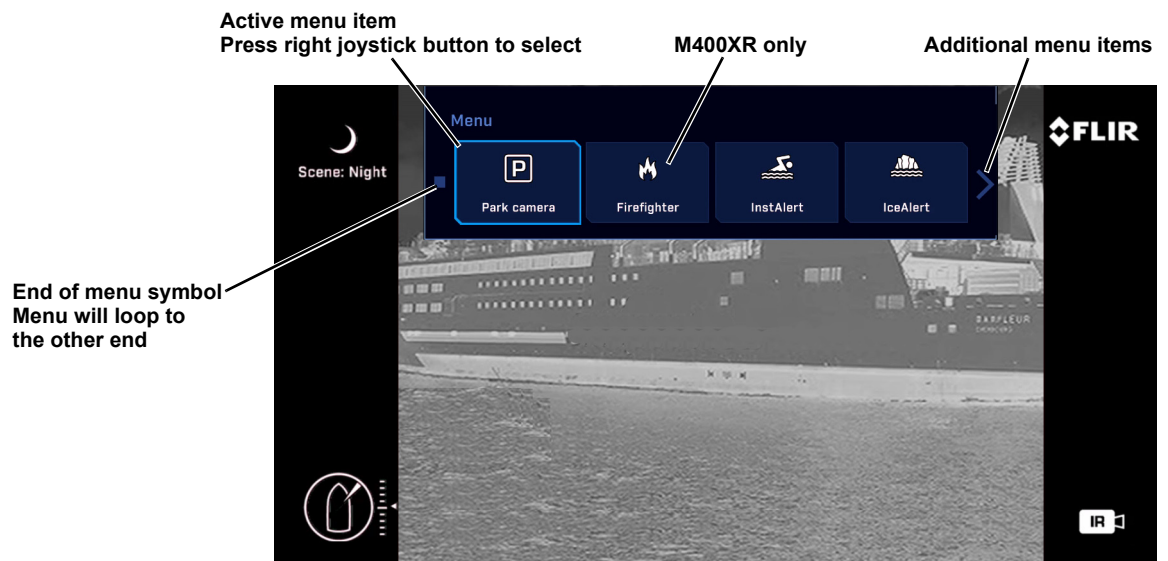 Active menu item
Press right joystick button to select
M400XR only
Additional menu items
Menu
FLIR
Scene: Night
P
Park camera
Firefighter
InstAlert
IceAlert
End of menu symbol
Menu will loop to
the other end
BARFLEUR
CHERBOURG
IR